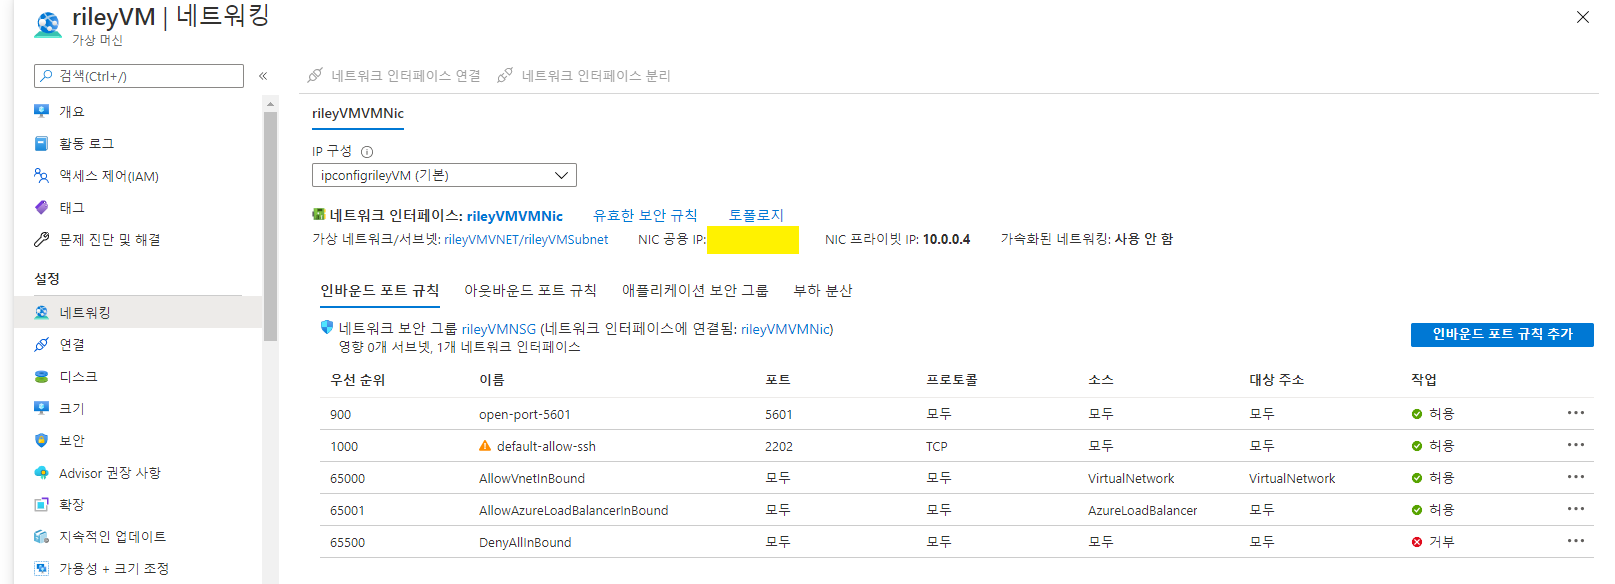 rileyVM | 네트워킹
가상 머신
검색(Ctrl+/)
개요
활동 로그
액세스 제어(IAM)
태그
문제 진단 및 해결
설정
네트워킹
연결
디스크
크기
보안
Advisor 권장 사항
확장
지속적인 업데이트
가용성 + 크기 조정
네트워크 인터페이스 연결 네트워크 인터페이스 분리
rileyVMVMNic
IP 구성
ipconfigrileyVM (기본)
네트워크 인터페이스: rileyVMVMNic 유효한 보안 규칙 토폴로지
가상 네트워크/서브넷: rileyVMVNET/rileyVMSubnet NIC 공용 IP: NIC 프라이빗 IP: 10.0.0.4 가속화된 네트워킹: 사용 안 함
인바운드 포트 규칙 아웃바운드 포트 규칙 애플리케이션 보안 그룹 부하 분산
네트워크 보안 그룹 rileyVMNSG (네트워크 인터페이스에 연결됨: rileyVMVMNic)
영향 0개 서브넷, 1개 네트워크 인터페이스
인바운드 포트 규칙 추가
우선 순위 이름 포트 프로토콜 소스 대상 주소 작업
900 open-port-5601 5601 모두 모두 모두 허용
1000 default-allow-ssh 2202 TCP 모두 모두 허용
65000 AllowVnetInBound 모두 모두 VirtualNetwork VirtualNetwork 허용
65001 AllowAzureLoadBalancerInBound 모두 모두 AzureLoadBalancer 모두 허용
65500 DenyAllInBound 모두 모두 모두 모두 거부